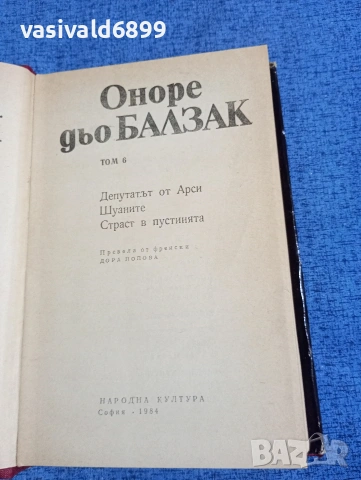 vasivald6899
Оноре
дьо БАЛЗАК
ТОМ 6
Депутатът от Арси
Шуаните
Страст в пустинята
Превела от френски
ДОРА ПОПОВА
НАРОДНА КУЛТУРА
София — 1984
BAZAR